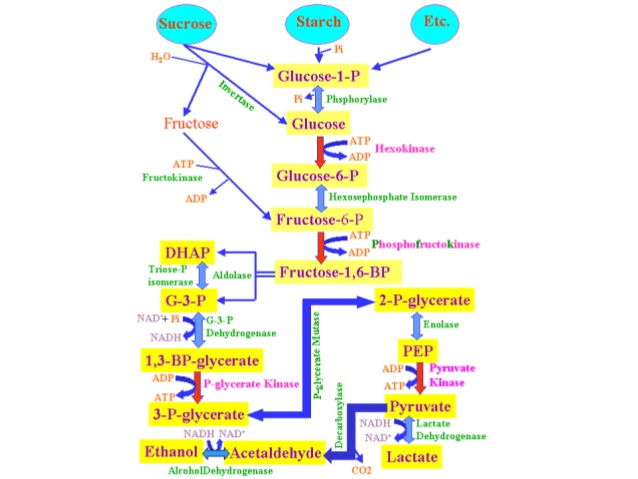 Sucrose
Starch
Etc.
H₂O
Pi
Glucose-1-P
Invertase
Pi
Phsphorylase
Fructose
Glucose
ATP
ADP
Hexokinase
ATP
Fructokinase
ADP
Glucose-6-P
Hexosephosphate Isomerase
Fructose-6-P
ATP
ADP
Phosphofructokinase
DHAP
Triose-P
isomerase
Aldolase
Fructose-1,6-BP
G-3-P
2-P-glycerate
NAD⁺+ Pi
NADH
G-3-P
Dehydrogenase
P-glycerate Mutase
Enolase
1,3-BP-glycerate
PEP
ADP
ATP
P-glycerate Kinase
ADP
ATP
Pyruvate
Kinase
3-P-glycerate
Decarboxylase
Pyruvate
NADH
NAD⁺
Lactate
Dehydrogenase
NADH NAD⁺
Ethanol
Acetaldehyde
AlcoholDehydrogenase
CO2
Lactate